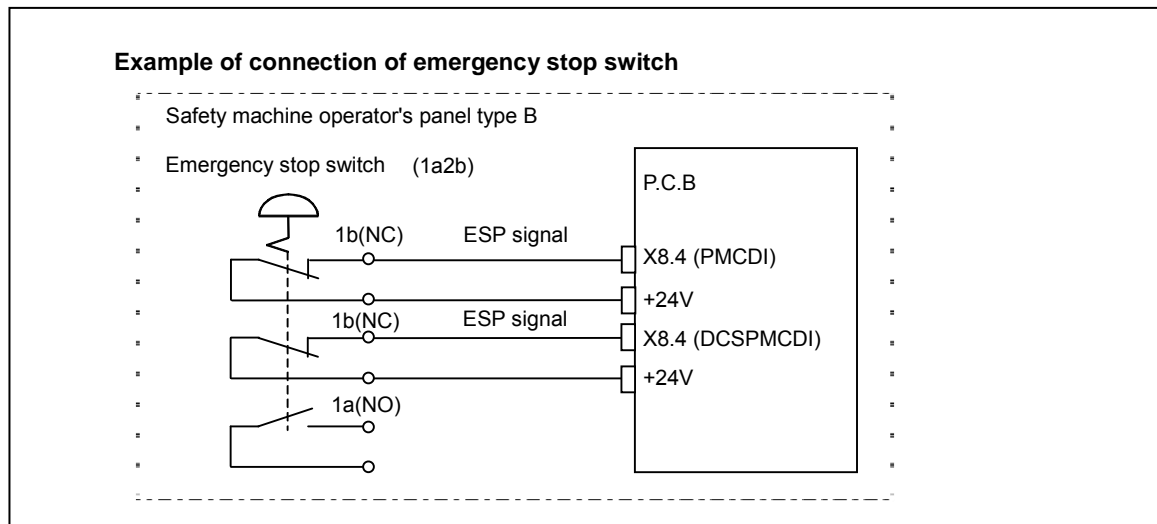 Example of connection of emergency stop switch
Safety machine operator's panel type B
Emergency stop switch (1a2b)
P.C.B
1b(NC) ESP signal X8.4 (PMCDI)
+24V
1b(NC) ESP signal X8.4 (DCSPMCDI)
+24V
1a(NO)